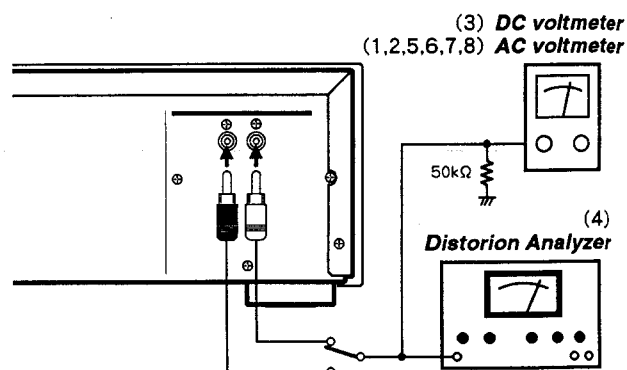 (3) DC voltmeter
(1,2,5,6,7,8) AC voltmeter
50kΩ
(4)
Distorion Analyzer